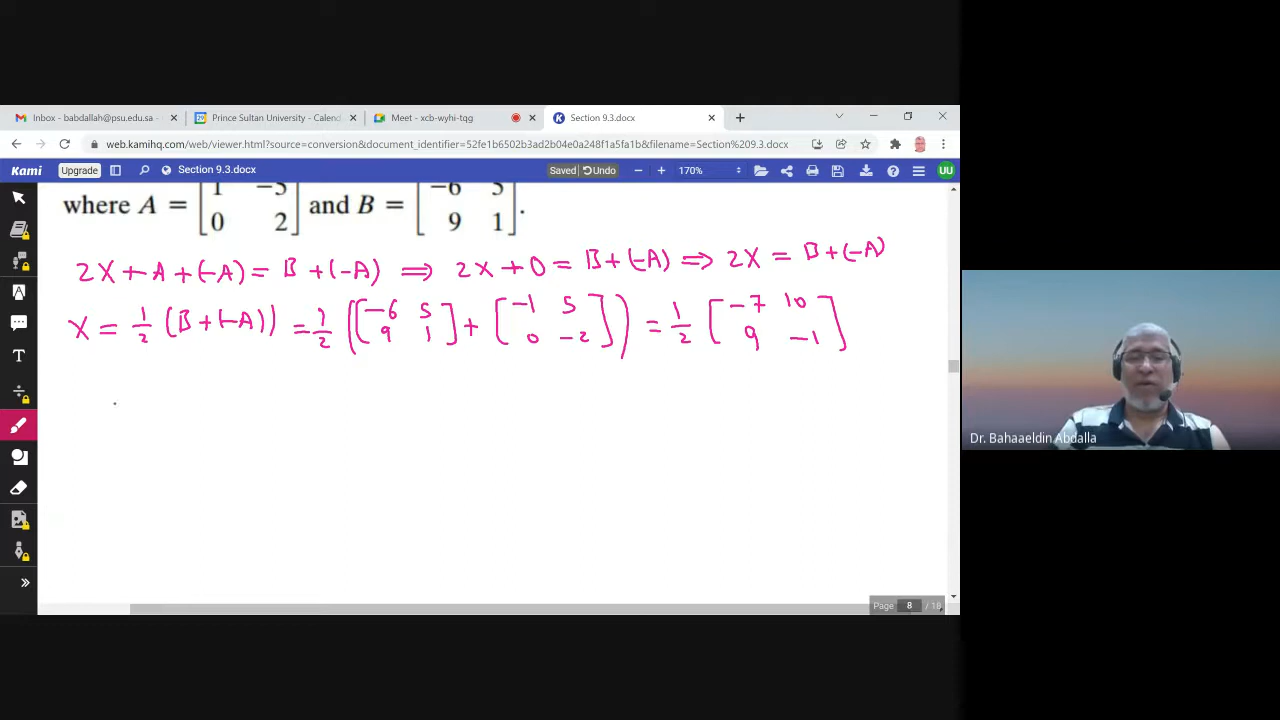 Inbox - babdallah@psu.edu.sa -
Prince Sultan University - Calend
Meet - xcb-wyhi-tqg
Section 9.3.docx
web.kamihq.com/web/viewer.html?source=conversion&document_identifier=52fe1b6502b3ad2b04e248f1a5fa1b&filename=Section%209.3.docx
Kami Upgrade Section 9.3.docx Saved Undo 170% UU
where A = [1 −5 0 2] and B = [−6 5 9 1].
2X + A + (-A) = B + (-A) ⟹ 2X + 0 = B + (-A) ⟹ 2X = B + (-A)
X = 1/2 (B + (-A)) = 1/2 ([-6 5 9 1] + [-1 5 0 -2]) = 1/2 [-7 10 9 -1]
Dr. Bahaaeldin Abdalla
Page 8 / 18